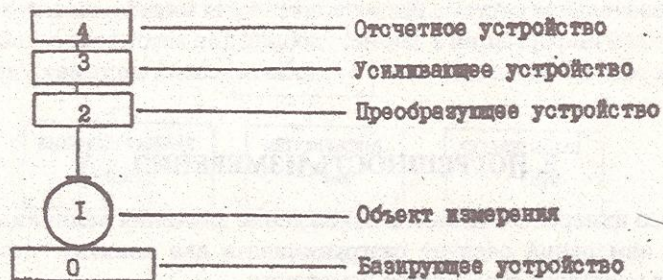 4 Отсчетное устройство
3 Усиливающее устройство
2 Преобразующее устройство
I Объект измерения
0 Базирующее устройство